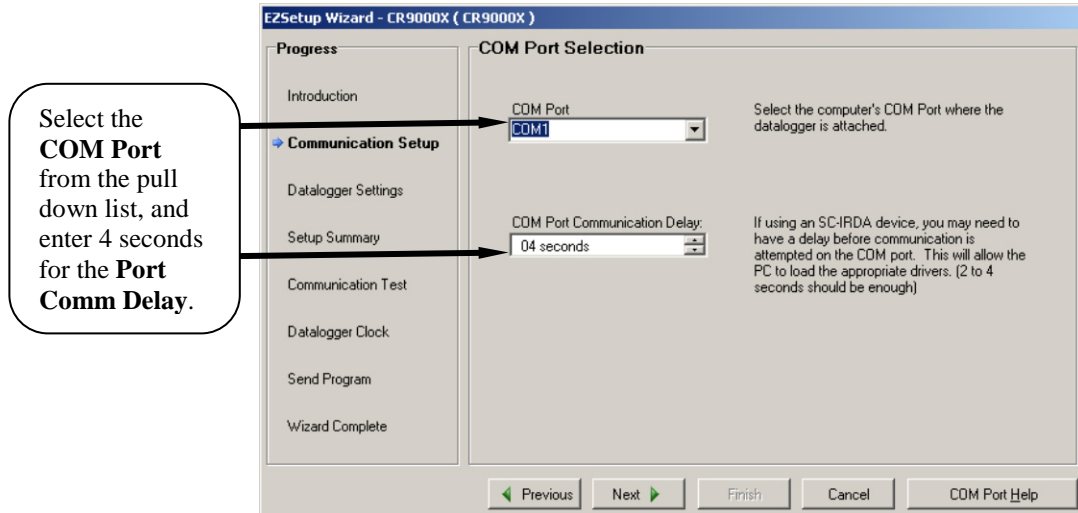 EZSetup Wizard - CR9000X ( CR9000X )
Select the
COM Port
from the pull
down list, and
enter 4 seconds
for the Port
Comm Delay.
Progress
Introduction
Communication Setup
Datalogger Settings
Setup Summary
Communication Test
Datalogger Clock
Send Program
Wizard Complete
COM Port Selection
COM Port
COM1
Select the computer's COM Port where the
datalogger is attached.
COM Port Communication Delay:
04 seconds
If using an SC-IRDA device, you may need to
have a delay before communication is
attempted on the COM port.  This will allow the
PC to load the appropriate drivers. (2 to 4
seconds should be enough)
Previous
Next
Finish
Cancel
COM Port Help